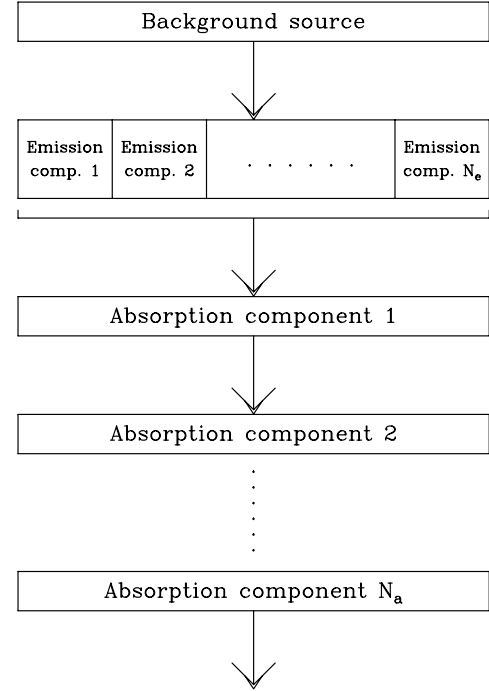 Background source
Emission comp. 1
Emission comp. 2
. . . . . .
Emission comp. Nₑ
Absorption component 1
Absorption component 2
Absorption component Nₐ